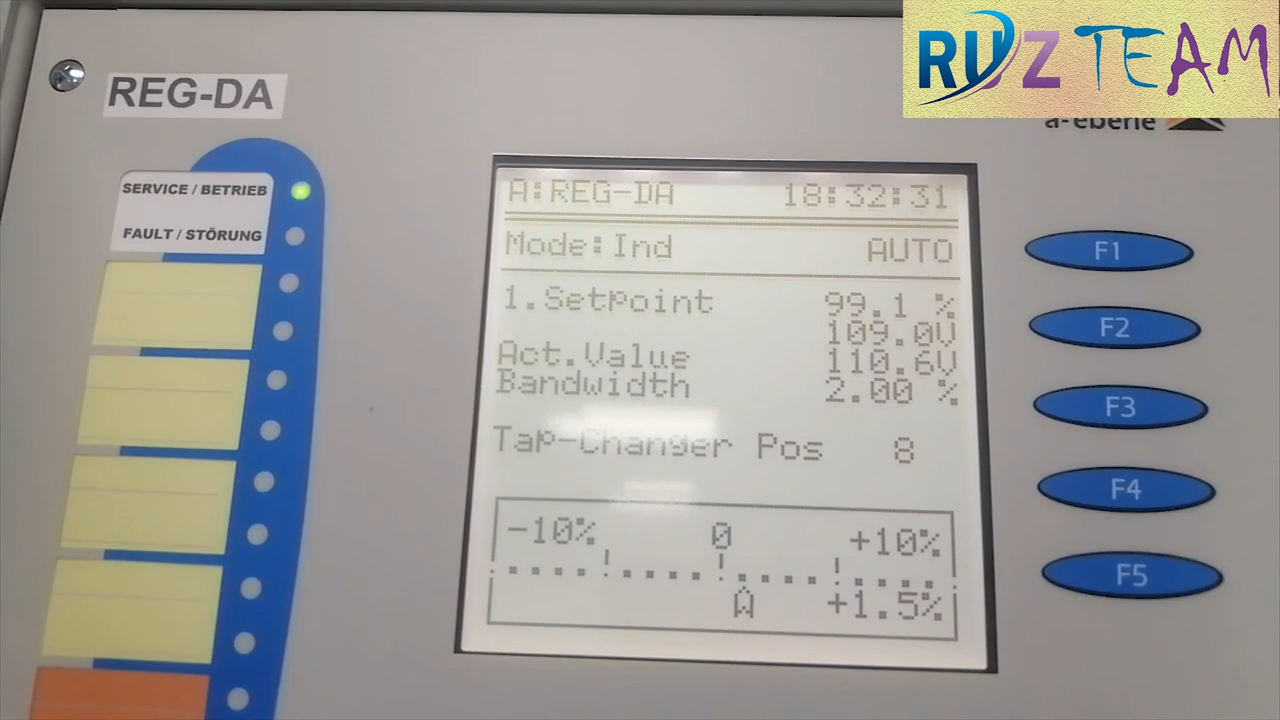 RUZ TEAM
REG-DA
a-eberle
SERVICE / BETRIEB
FAULT / STÖRUNG
A:REG-DA 18:32:31
Mode:Ind AUTO
1.Setpoint 99.1 %
109.0V
Act.Value 110.6V
Bandwidth 2.00 %
Tap-Changer Pos 8
-10% 0 +10%
+1.5%
F1
F2
F3
F4
F5